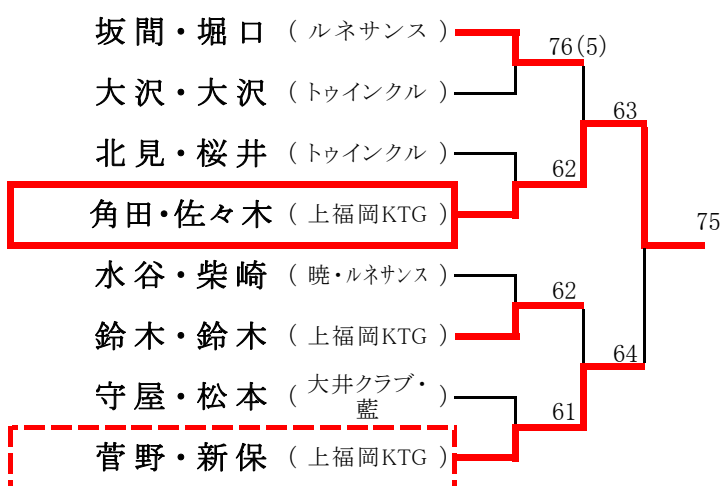 坂間・堀口 ( ルネサンス ) 76(5)
大沢・大沢 ( トゥインクル )
63
北見・桜井 ( トゥインクル )
62
角田・佐々木 ( 上福岡KTG )
75
水谷・柴崎 ( 暁・ルネサンス )
62
鈴木・鈴木 ( 上福岡KTG )
64
守屋・松本 ( 大井クラブ・藍 )
61
菅野・新保 ( 上福岡KTG )